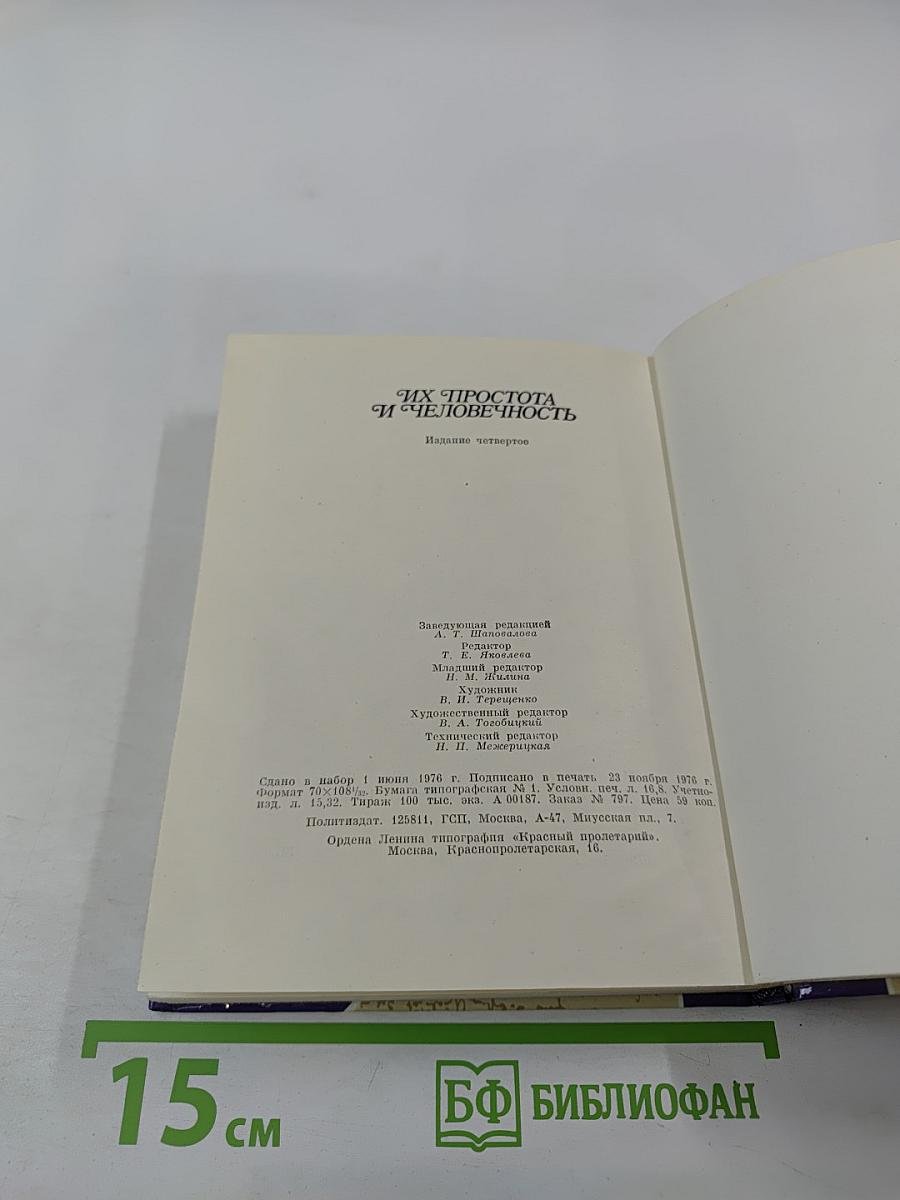 ИХ ПРОСТОТА
И ЧЕЛОВЕЧНОСТЬ
Издание четвертое
Заведующая редакцией
А. Т. Шаповалова
Редактор
Т. Е. Яковлева
Младший редактор
Н. М. Жилина
Художник
В. И. Терещенко
Художественный редактор
В. А. Тогобицкий
Технический редактор
Н. П. Межерицкая
Сдано в набор 1 июня 1976 г. Подписано в печать 23 ноября 1976 г.
Формат 70×108¹/₃₂. Бумага типографская № 1. Условн. печ. л. 16,8. Учетно-
изд. л. 15,32. Тираж 100 тыс. экз. А 00187. Заказ № 797. Цена 59 коп.
Политиздат. 125811, ГСП, Москва, А-47, Миусская пл., 7.
Ордена Ленина типография «Красный пролетарий».
Москва, Краснопролетарская, 16.
15 см
БФ БИБЛИОФАН